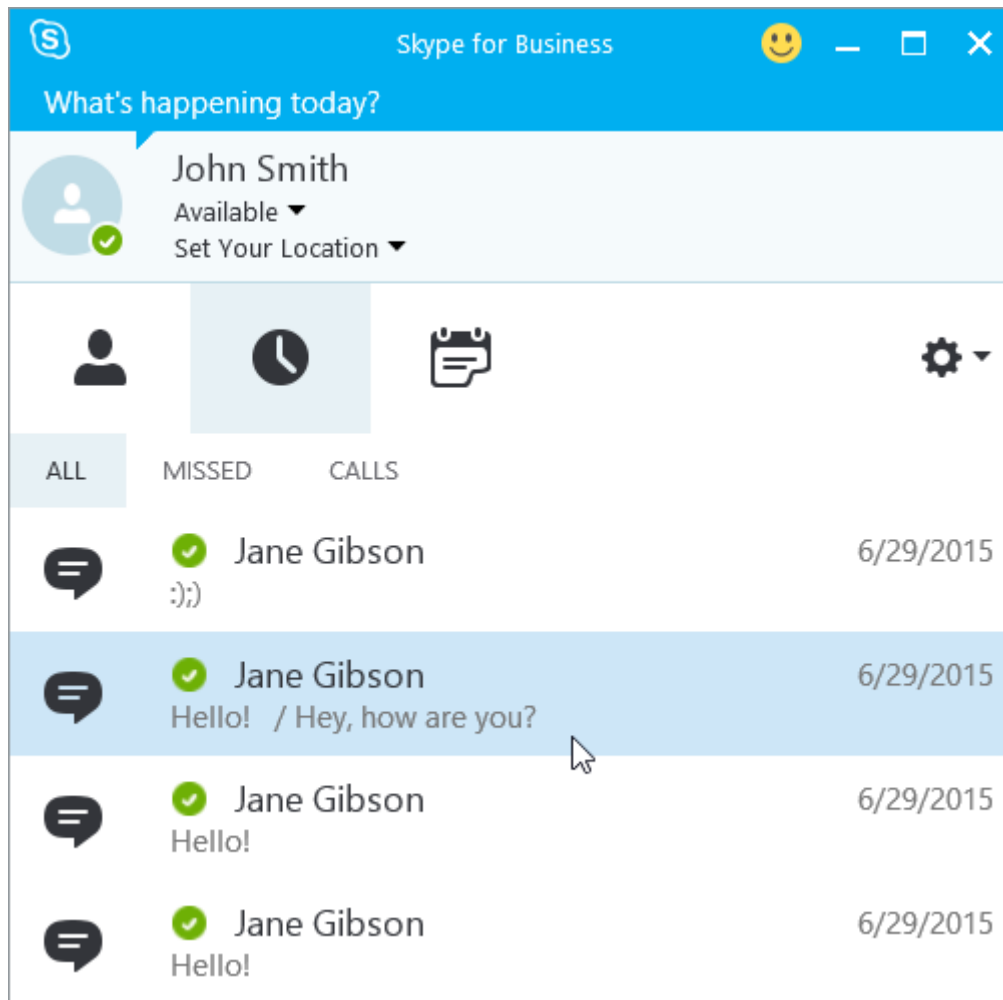 Skype for Business
What's happening today?
John Smith
Available
Set Your Location
ALL MISSED CALLS
Jane Gibson 6/29/2015
:);)
Jane Gibson 6/29/2015
Hello! / Hey, how are you?
Jane Gibson 6/29/2015
Hello!
Jane Gibson 6/29/2015
Hello!